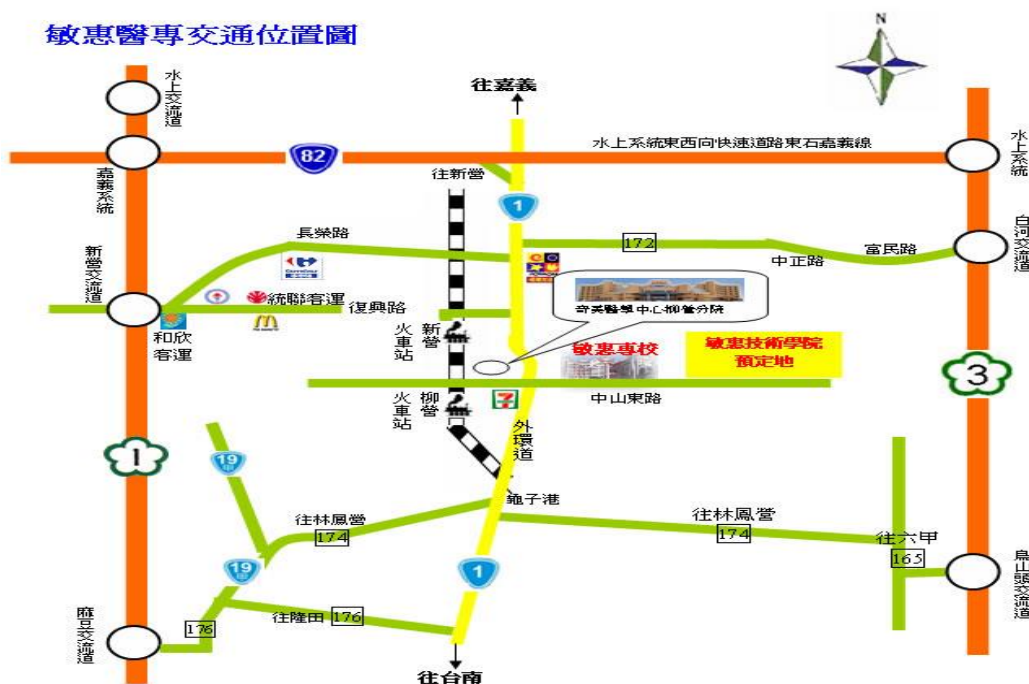 敏惠醫專交通位置圖
N
往嘉義
水上交流道
82
水上系統東西向快速道路東石嘉義線
水上系統
嘉義系統
往新營
1
長榮路
172
中正路
富民路
白河交流道
新營交流道
Carrefour
統聯客運
復興路
和欣
客運
新營
火車站
奇美醫學中心柳營分院
敏惠專校
敏惠技術學院
預定地
3
中山東路
柳營
火車站
7
外環道
1
19甲
龜子港
往林鳳營
174
往林鳳營
174
往六甲
165
烏山頭交流道
19甲
1
176
往隆田
176
麻豆交流道
往台南